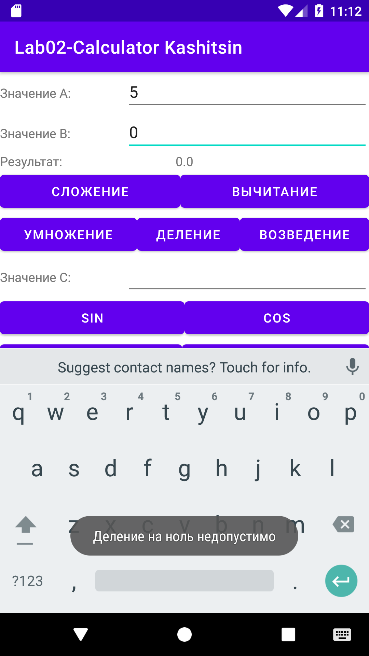 11:12
Lab02-Calculator Kashitsin
Значение A: 5
Значение B: 0
Результат: 0.0
СЛОЖЕНИЕ ВЫЧИТАНИЕ
УМНОЖЕНИЕ ДЕЛЕНИЕ ВОЗВЕДЕНИЕ
Значение C:
SIN COS
Suggest contact names? Touch for info.
1 2 3 4 5 6 7 8 9 0
q w e r t y u i o p
a s d f g h j k l
z x c v b n m
Деление на ноль недопустимо
?123 , .